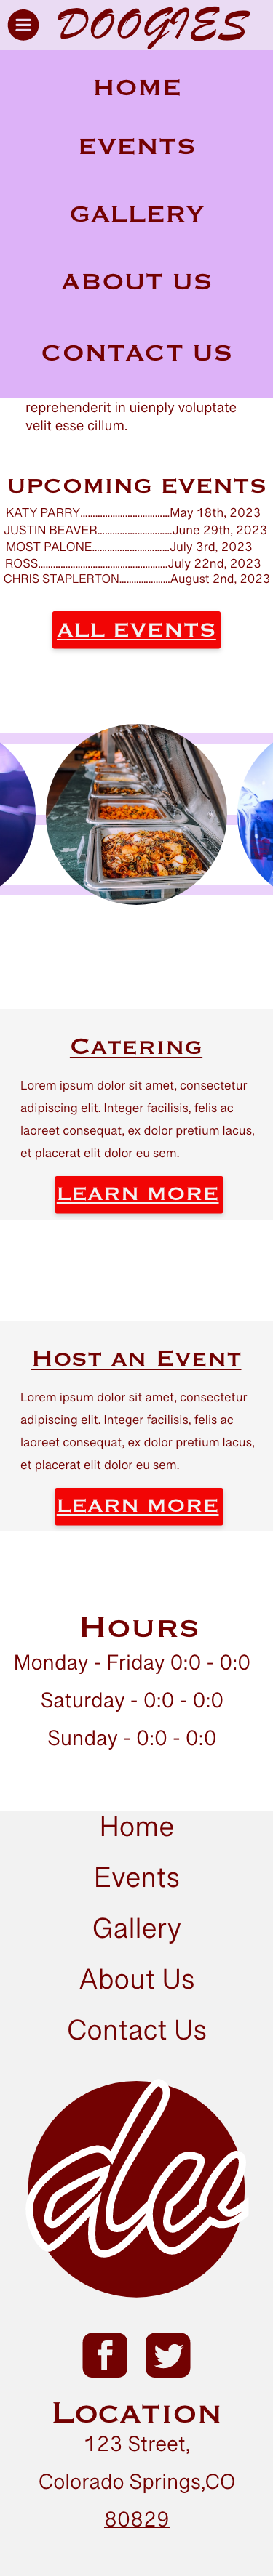 DOOGIES
HOME
EVENTS
GALLERY
ABOUT US
CONTACT US
reprehenderit in uienply voluptate
velit esse cillum.
UPCOMING EVENTS
KATY PARRY.......................................May 18th, 2023
JUSTIN BEAVER................................June 29th, 2023
MOST PALONE..................................July 3rd, 2023
ROSS........................................................July 22nd, 2023
CHRIS STAPLERTON......................August 2nd, 2023
ALL EVENTS
Catering
Lorem ipsum dolor sit amet, consectetur
adipiscing elit. Integer facilisis, felis ac
laoreet consequat, ex dolor pretium lacus,
et placerat elit dolor eu sem.
LEARN MORE
Host an Event
Lorem ipsum dolor sit amet, consectetur
adipiscing elit. Integer facilisis, felis ac
laoreet consequat, ex dolor pretium lacus,
et placerat elit dolor eu sem.
LEARN MORE
Hours
Monday - Friday 0:0 - 0:0
Saturday - 0:0 - 0:0
Sunday - 0:0 - 0:0
Home
Events
Gallery
About Us
Contact Us
Location
123 Street,
Colorado Springs,CO
80829